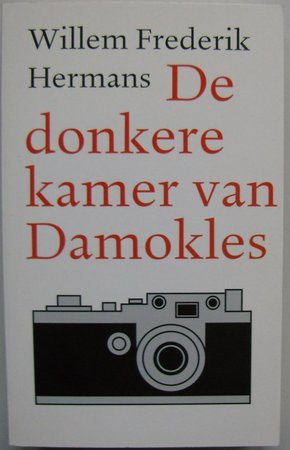 Willem Frederik
Hermans De
donkere
kamer van
Damokles